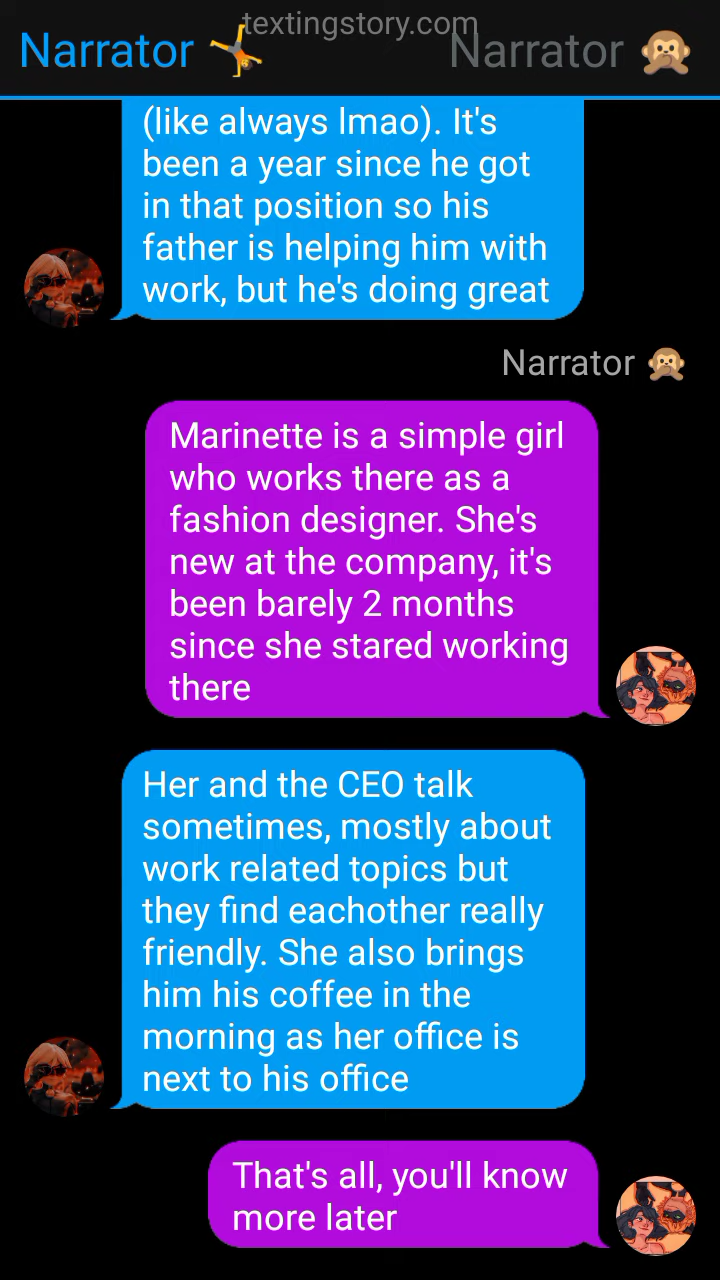 textingstory.com
Narrator 🤸 Narrator 🙊
(like always lmao). It's
been a year since he got
in that position so his
father is helping him with
work, but he's doing great
Narrator 🙊
Marinette is a simple girl
who works there as a
fashion designer. She's
new at the company, it's
been barely 2 months
since she stared working
there
Her and the CEO talk
sometimes, mostly about
work related topics but
they find eachother really
friendly. She also brings
him his coffee in the
morning as her office is
next to his office
That's all, you'll know
more later